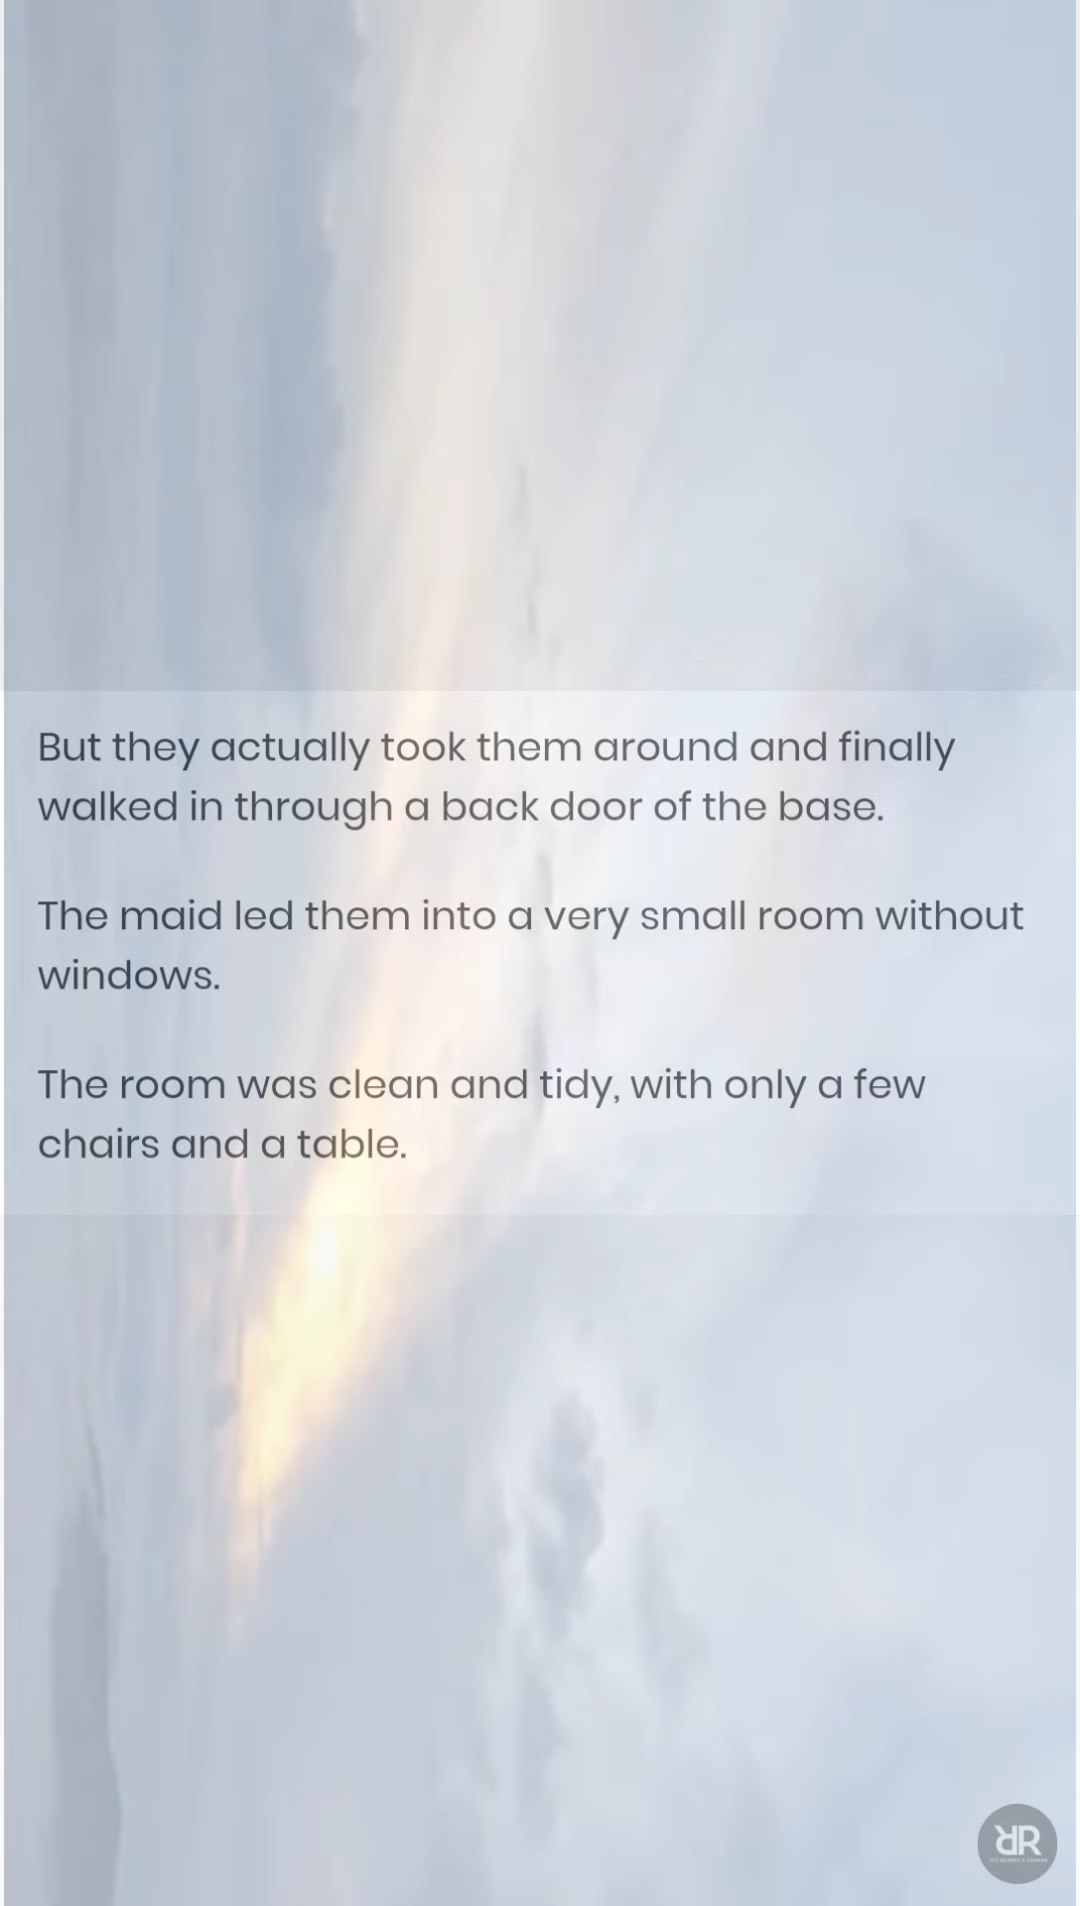 But they actually took them around and finally
walked in through a back door of the base.
The maid led them into a very small room without
windows.
The room was clean and tidy, with only a few
chairs and a table.
RR